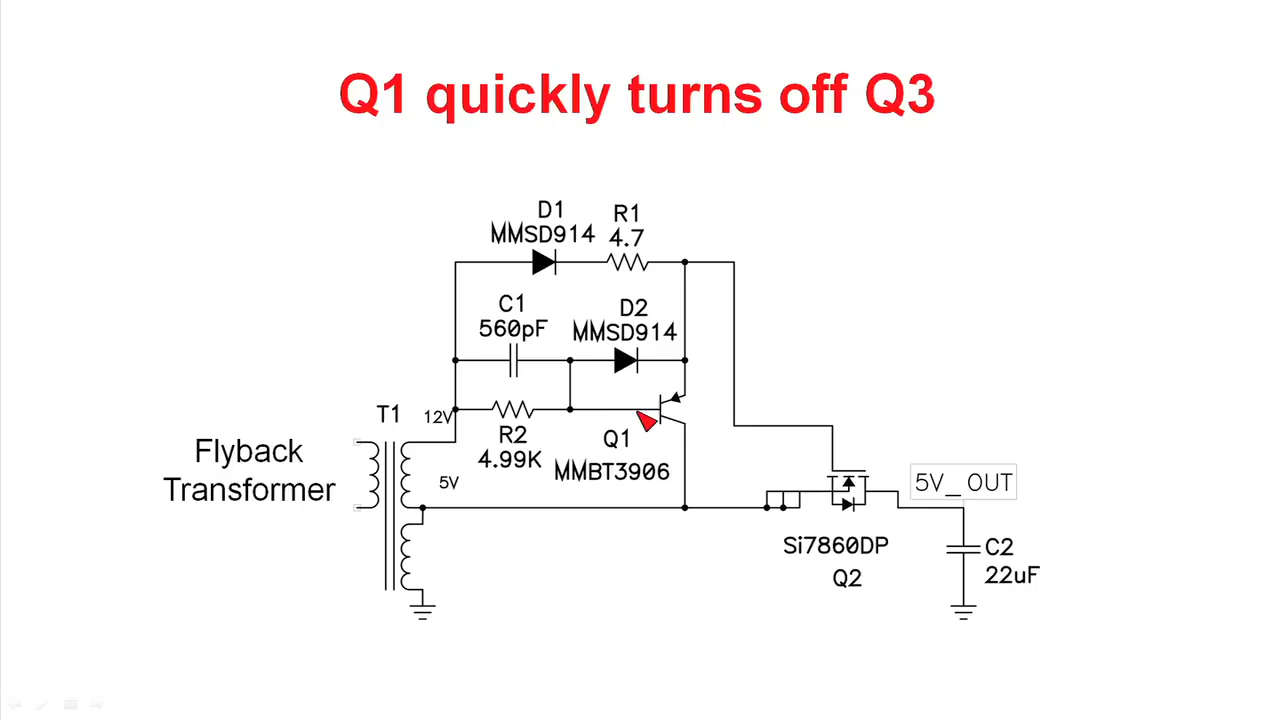 Q1 quickly turns off Q3
D1
MMSD914
R1
4.7
C1
560pF
D2
MMSD914
T1
12V
R2
4.99K
Q1
MMBT3906
Flyback
Transformer
5V
5V_OUT
Si7860DP
Q2
C2
22uF